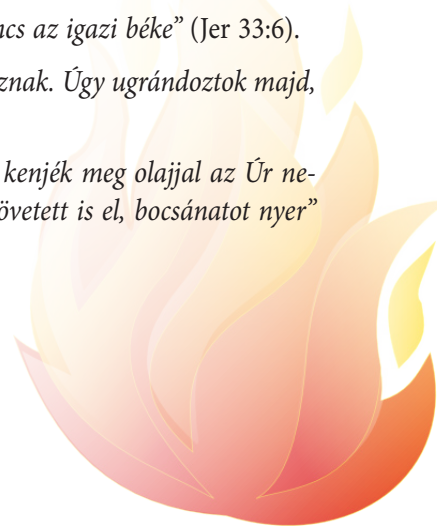 ncs az igazi béke” (Jer 33:6).
znak. Úgy ugrándoztok majd,
kenjék meg olajjal az Úr ne-
övetett is el, bocsánatot nyer”